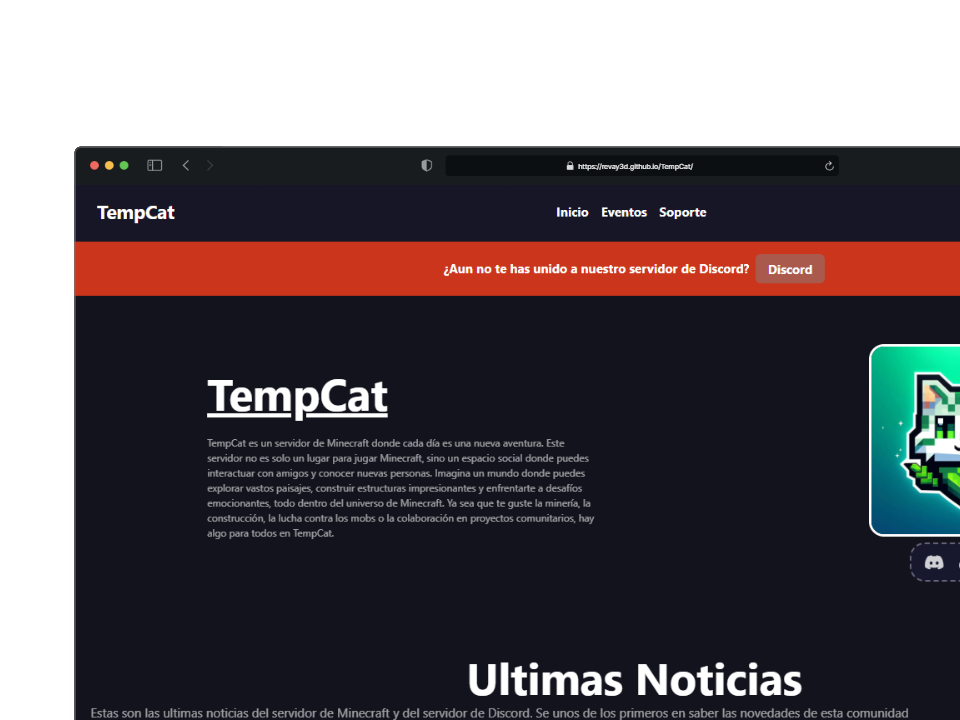 https://revay3d.github.io/TempCat/
TempCat
Inicio Eventos Soporte
¿Aun no te has unido a nuestro servidor de Discord? Discord
TempCat
TempCat es un servidor de Minecraft donde cada día es una nueva aventura. Este
servidor no es solo un lugar para jugar Minecraft, sino un espacio social donde puedes
interactuar con amigos y conocer nuevas personas. Imagina un mundo donde puedes
explorar vastos paisajes, construir estructuras impresionantes y enfrentarte a desafíos
emocionantes, todo dentro del universo de Minecraft. Ya sea que te guste la minería, la
construcción, la lucha contra los mobs o la colaboración en proyectos comunitarios, hay
algo para todos en TempCat.
Ultimas Noticias
Estas son las ultimas noticias del servidor de Minecraft y del servidor de Discord. Se unos de los primeros en saber las novedades de esta comunidad